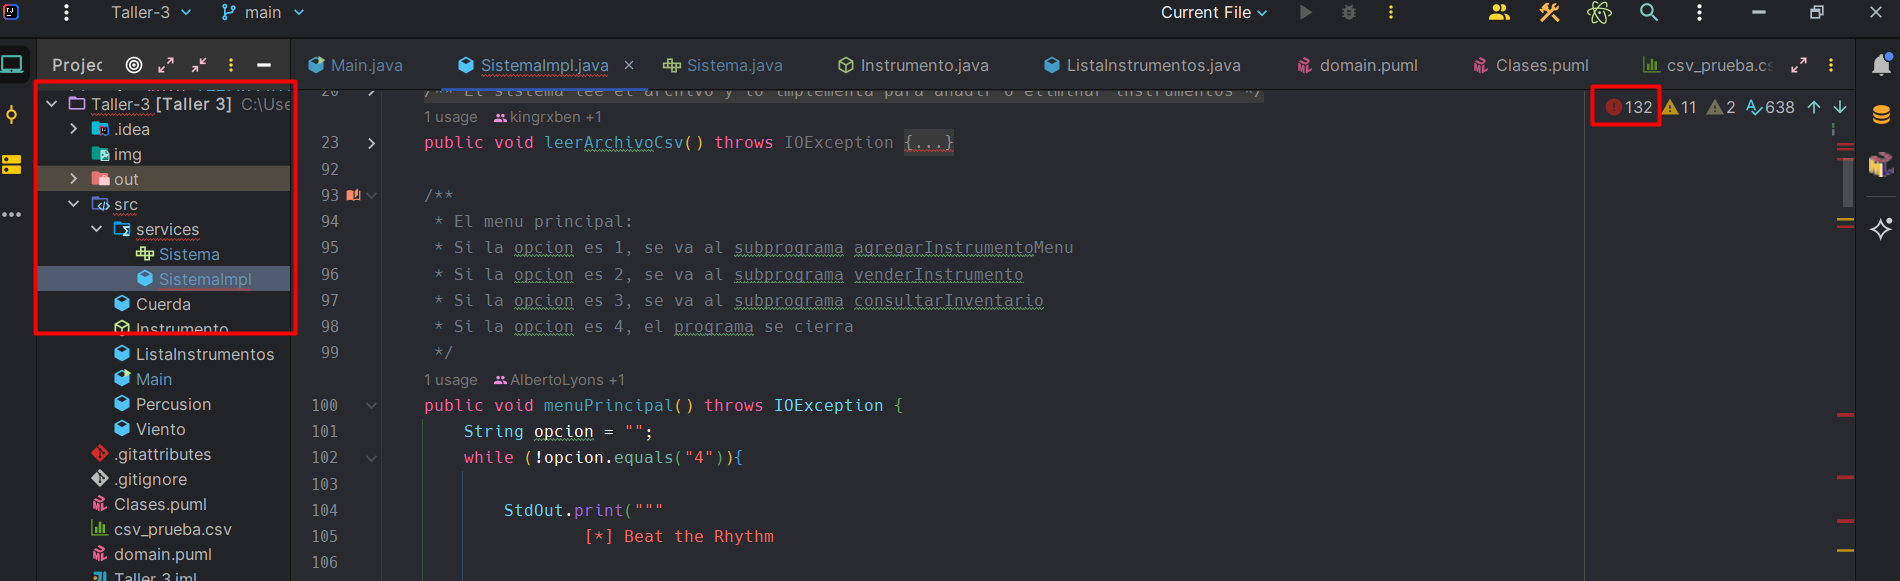 Taller-3
main
Current File
Projec
Main.java
SistemaImpl.java
Sistema.java
Instrumento.java
ListaInstrumentos.java
domain.puml
Clases.puml
csv_prueba.cs
Taller-3 [Taller 3] C:\Use
.idea
img
out
src
services
Sistema
SistemaImpl
Cuerda
Instrumento
ListaInstrumentos
Main
Percusion
Viento
.gitattributes
.gitignore
Clases.puml
csv_prueba.csv
domain.puml
Taller 3.iml
132 11 2 638
20 /** El sistema lee el archivo y lo implementa para añadir o eliminar instrumentos */
1 usage kingrxben +1
23 public void leerArchivoCsv() throws IOException {...}
92
93 /**
94 * El menu principal:
95 * Si la opcion es 1, se va al subprograma agregarInstrumentoMenu
96 * Si la opcion es 2, se va al subprograma venderInstrumento
97 * Si la opcion es 3, se va al subprograma consultarInventario
98 * Si la opcion es 4, el programa se cierra
99 */
1 usage AlbertoLyons +1
100 public void menuPrincipal() throws IOException {
101 String opcion = "";
102 while (!opcion.equals("4")){
103
104 StdOut.print("""
105 [*] Beat the Rhythm
106